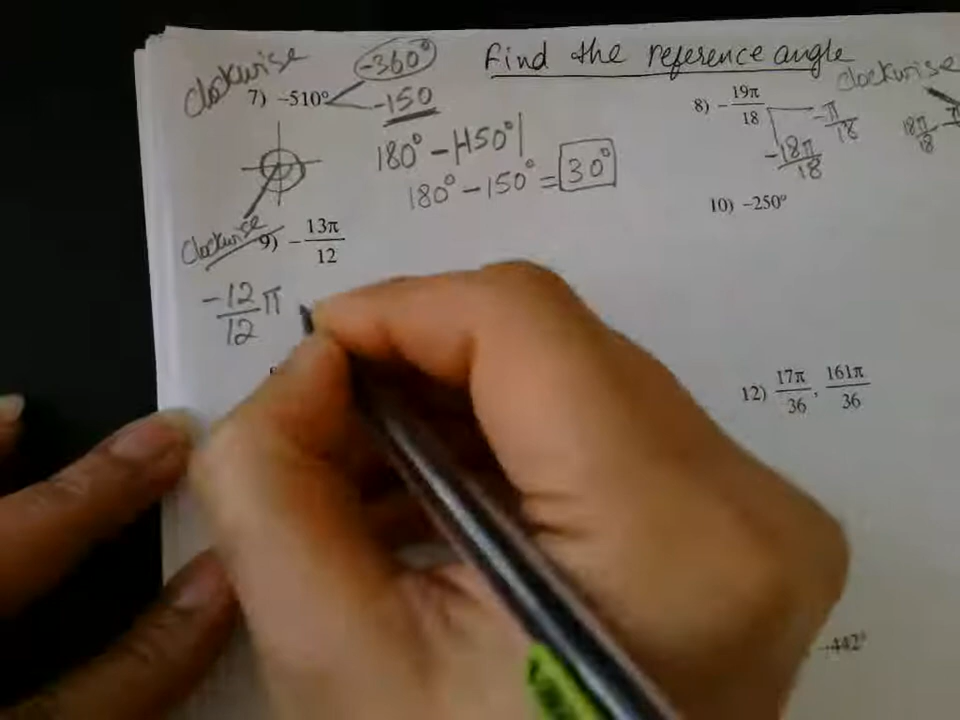 Find the reference angle
Clockwise
7) -510°
-360°
-150
180° - |-150°|
180° - 150° = 30°
Clockwise
8) - 19π/18
-π/18
-18π/18
18π/18
Clockwise
9) - 13π/12
-12/12 π
10) -250°
12) 17π/36, 161π/36
-442°